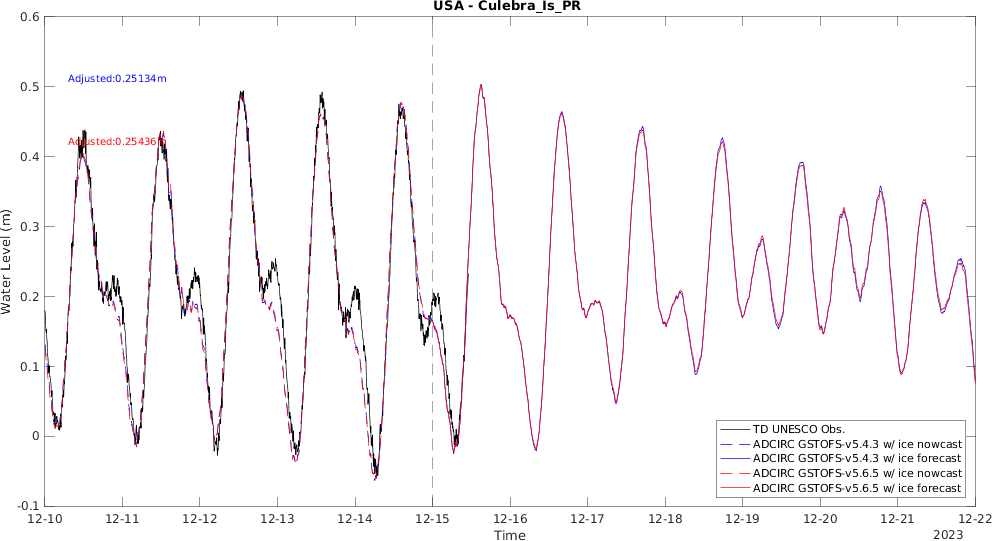 USA - Culebra_Is_PR
0.6
0.5
0.4
0.3
0.2
0.1
0
-0.1
Water Level (m)
Adjusted:0.25134m
Adjusted:0.25436
TD UNESCO Obs.
ADCIRC GSTOFS-v5.4.3 w/ ice nowcast
ADCIRC GSTOFS-v5.4.3 w/ ice forecast
ADCIRC GSTOFS-v5.6.5 w/ ice nowcast
ADCIRC GSTOFS-v5.6.5 w/ ice forecast
12-10 12-11 12-12 12-13 12-14 12-15 12-16 12-17 12-18 12-19 12-20 12-21 12-22
Time
2023